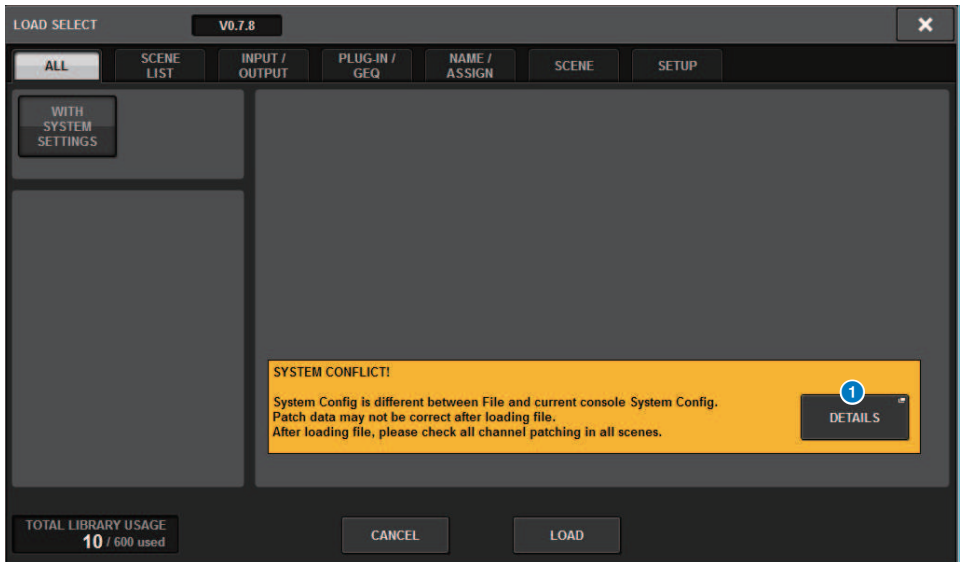 LOAD SELECT
V0.7.8
ALL
SCENE
LIST
INPUT /
OUTPUT
PLUG-IN /
GEQ
NAME /
ASSIGN
SCENE
SETUP
WITH
SYSTEM
SETTINGS
SYSTEM CONFLICT!
System Config is different between File and current console System Config.
Patch data may not be correct after loading file.
After loading file, please check all channel patching in all scenes.
1
DETAILS
TOTAL LIBRARY USAGE
10 / 600 used
CANCEL
LOAD